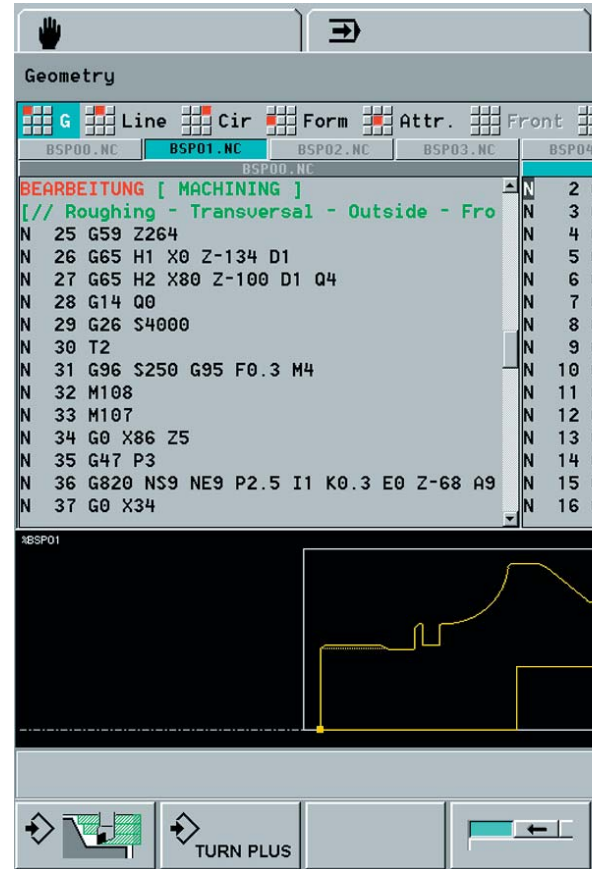 Geometry
G Line Cir Form Attr. Front
BSP00.NC BSP01.NC BSP02.NC BSP03.NC BSP04
BSP00.NC
BEARBEITUNG [ MACHINING ]
[// Roughing - Transversal - Outside - Fro
N 25 G59 Z264
N 26 G65 H1 X0 Z-134 D1
N 27 G65 H2 X80 Z-100 D1 Q4
N 28 G14 Q0
N 29 G26 S4000
N 30 T2
N 31 G96 S250 G95 F0.3 M4
N 32 M108
N 33 M107
N 34 G0 X86 Z5
N 35 G47 P3
N 36 G820 NS9 NE9 P2.5 I1 K0.3 E0 Z-68 A9
N 37 G0 X34
N 2
N 3
N 4
N 5
N 6
N 7
N 8
N 9
N 10
N 11
N 12
N 13
N 14
N 15
N 16
%BSP01
TURN PLUS